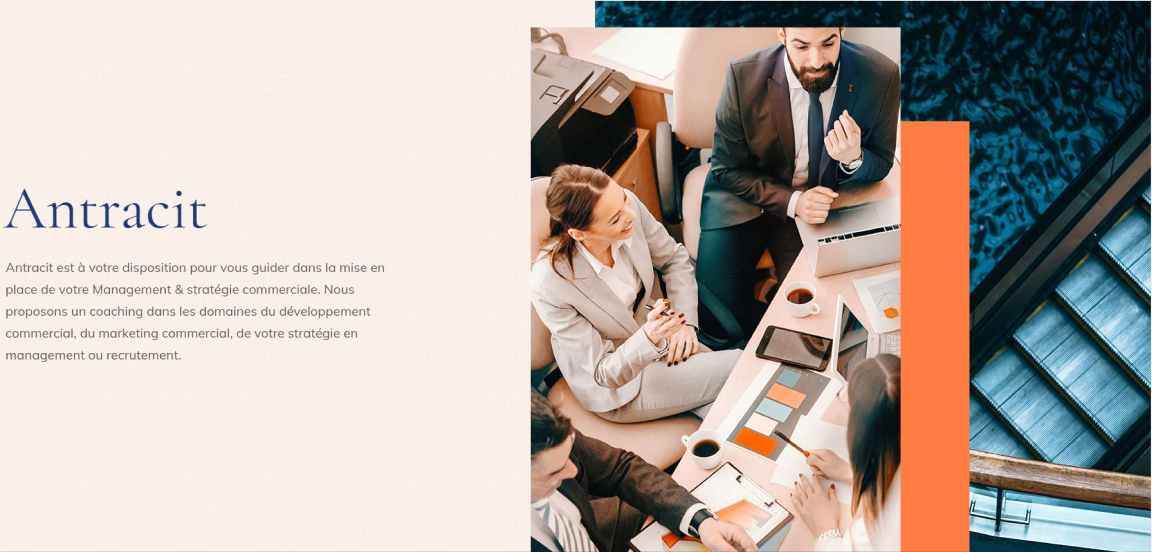 Antracit
Antracit est à votre disposition pour vous guider dans la mise en
place de votre Management & stratégie commerciale. Nous
proposons un coaching dans les domaines du développement
commercial, du marketing commercial, de votre stratégie en
management ou recrutement.